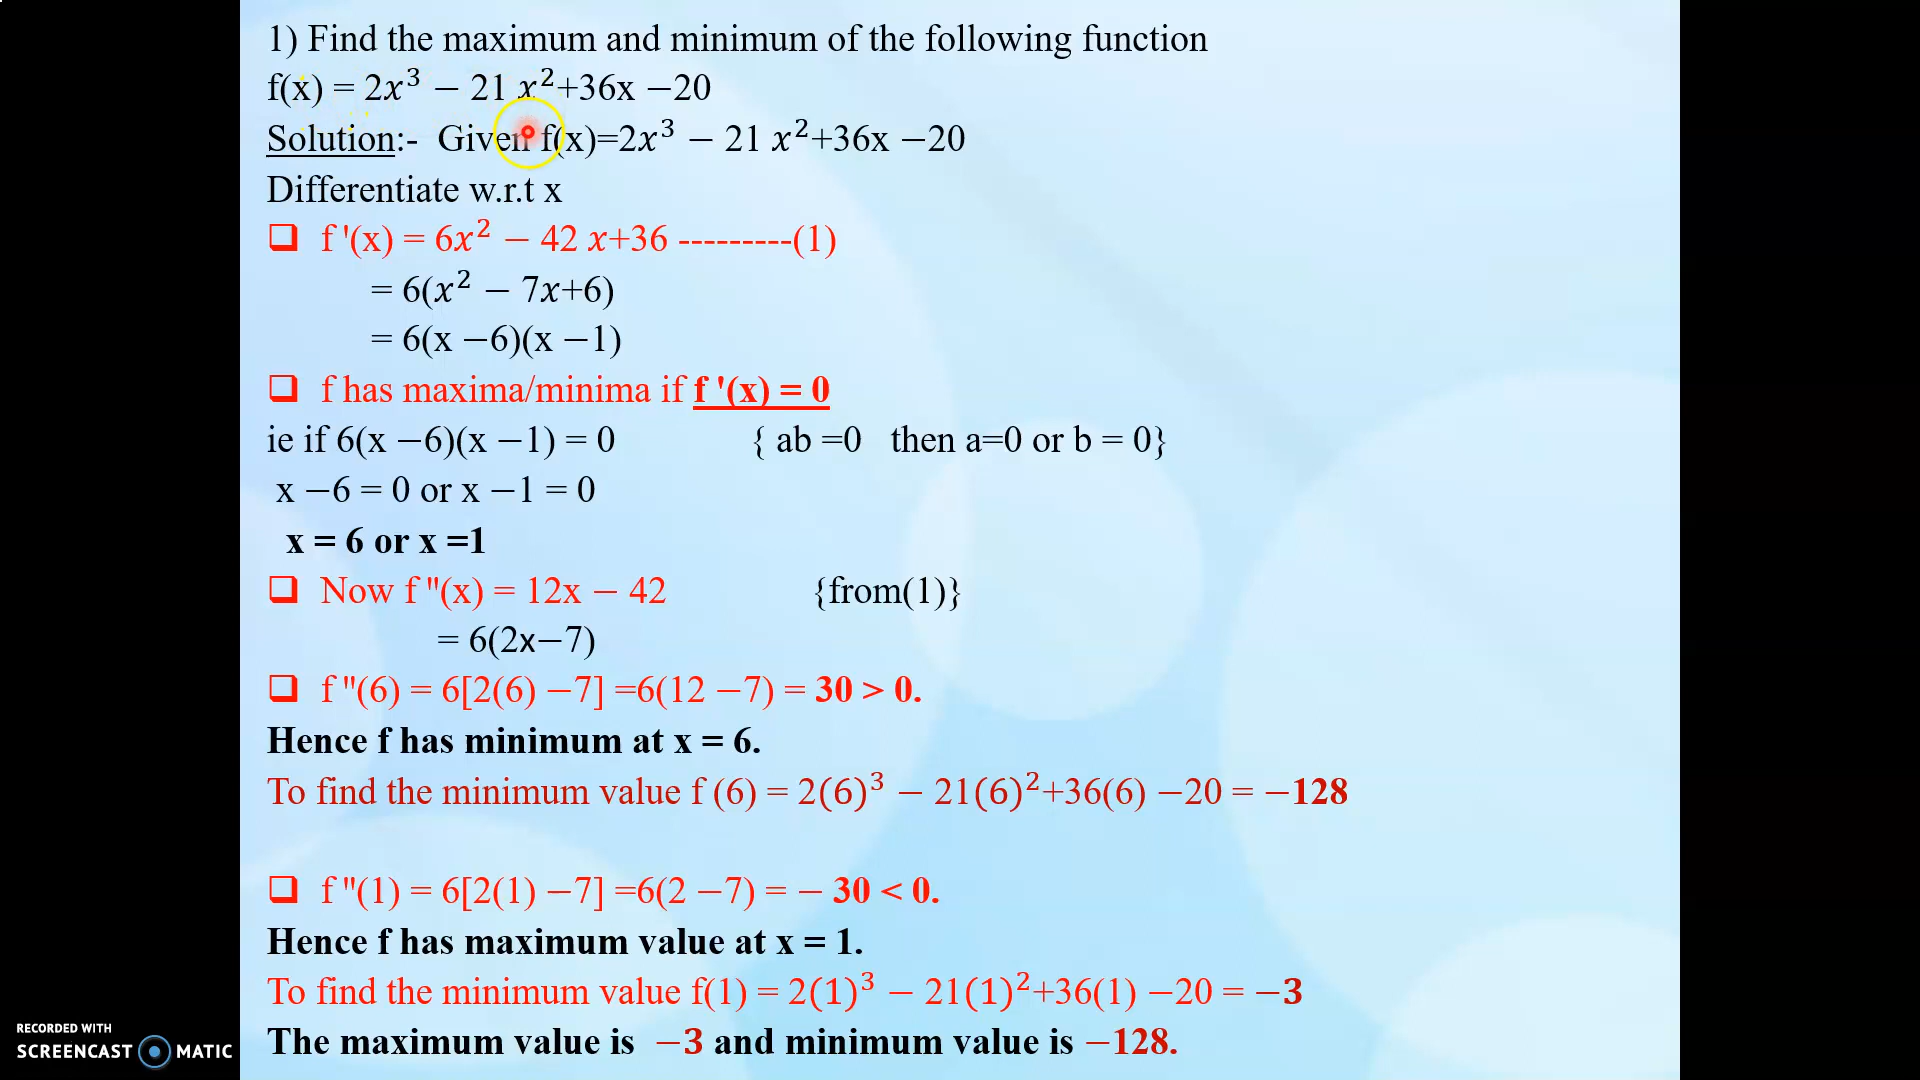 1) Find the maximum and minimum of the following function
f(x) = 2x³ − 21 x²+36x −20
Solution:- Given f(x)=2x³ − 21 x²+36x −20
Differentiate w.r.t x
❑ f '(x) = 6x² − 42 x+36 ---------(1)
= 6(x² − 7x+6)
= 6(x −6)(x −1)
❑ f has maxima/minima if f '(x) = 0
ie if 6(x −6)(x −1) = 0 { ab =0 then a=0 or b = 0}
x −6 = 0 or x −1 = 0
x = 6 or x =1
❑ Now f "(x) = 12x − 42 {from(1)}
= 6(2x−7)
❑ f "(6) = 6[2(6) −7] =6(12 −7) = 30 > 0.
Hence f has minimum at x = 6.
To find the minimum value f (6) = 2(6)³ − 21(6)²+36(6) −20 = −128
❑ f "(1) = 6[2(1) −7] =6(2 −7) = − 30 < 0.
Hence f has maximum value at x = 1.
To find the minimum value f(1) = 2(1)³ − 21(1)²+36(1) −20 = −3
The maximum value is −3 and minimum value is −128.
RECORDED WITH
SCREENCAST MATIC